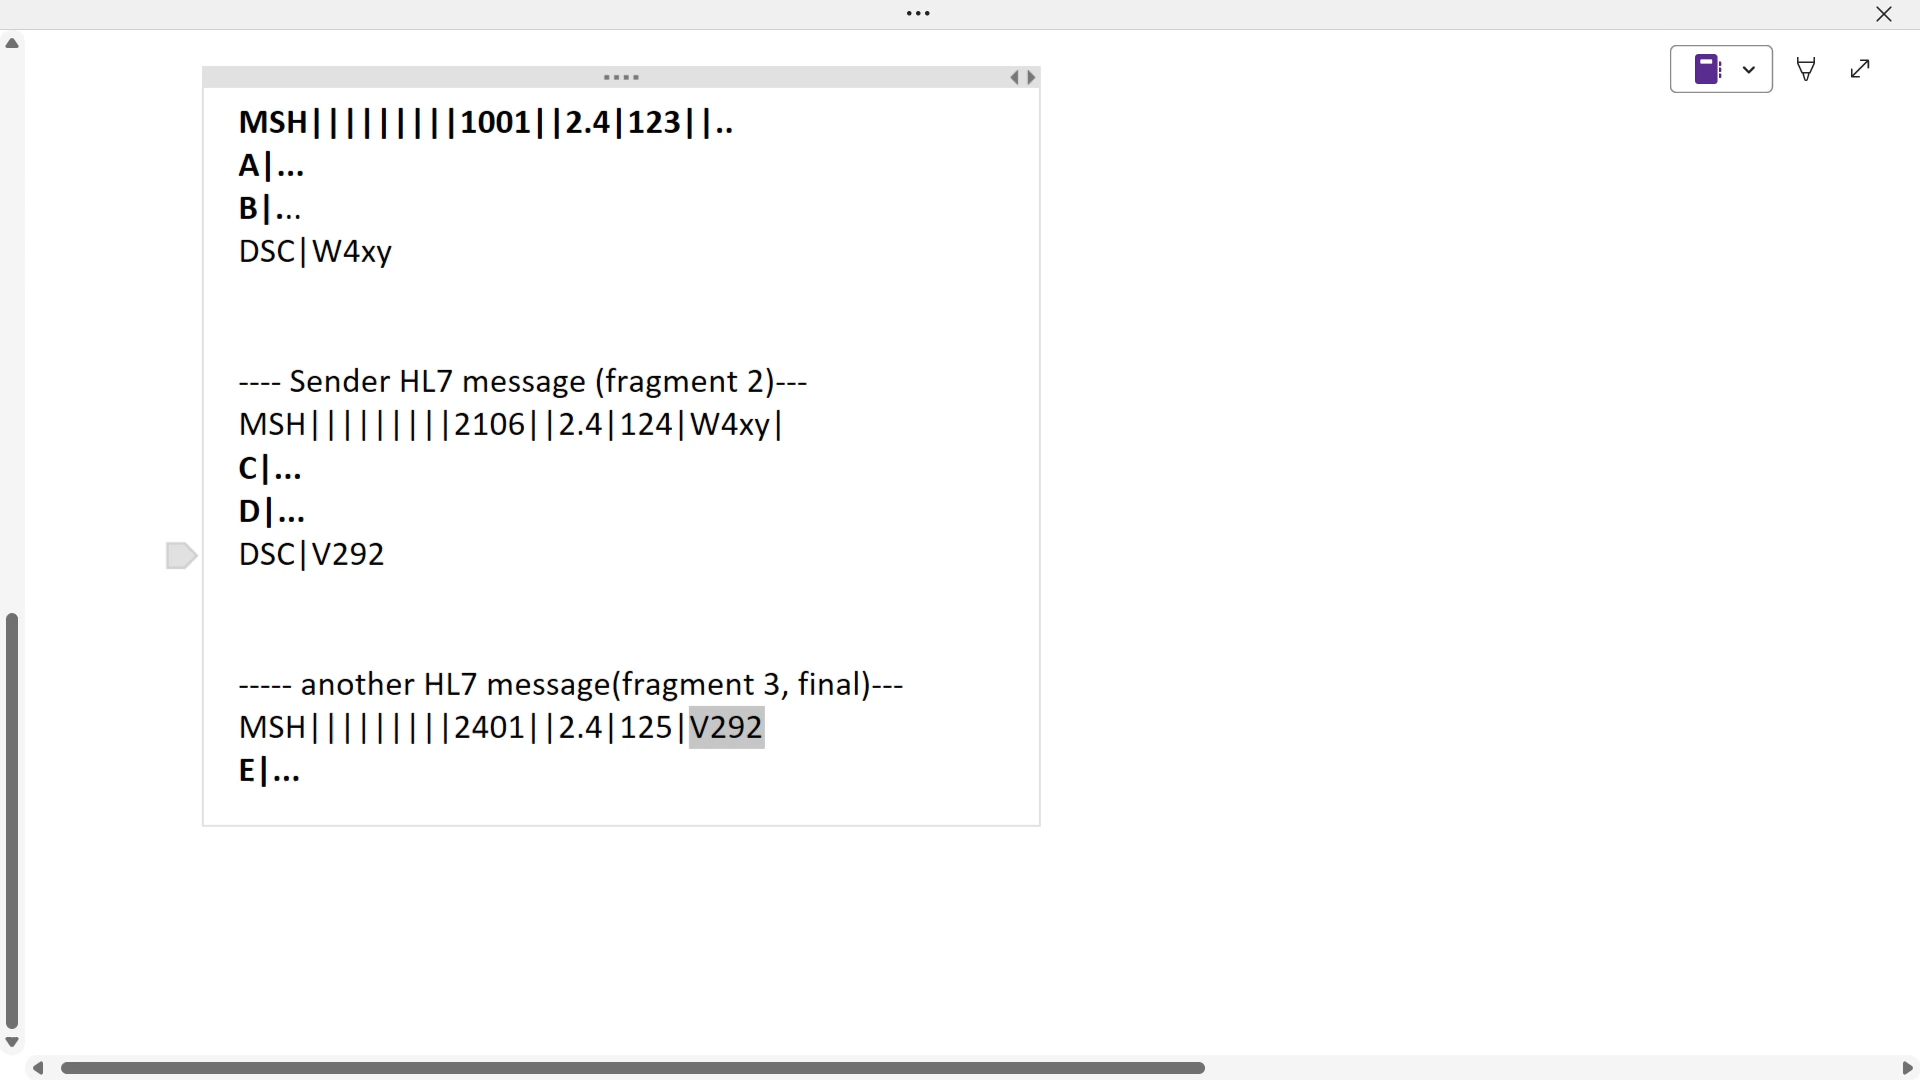 MSH|||||||||1001||2.4|123||..
A|...
B|...
DSC|W4xy
---- Sender HL7 message (fragment 2)---
MSH|||||||||2106||2.4|124|W4xy|
C|...
D|...
DSC|V292
----- another HL7 message(fragment 3, final)---
MSH|||||||||2401||2.4|125|V292
E|...